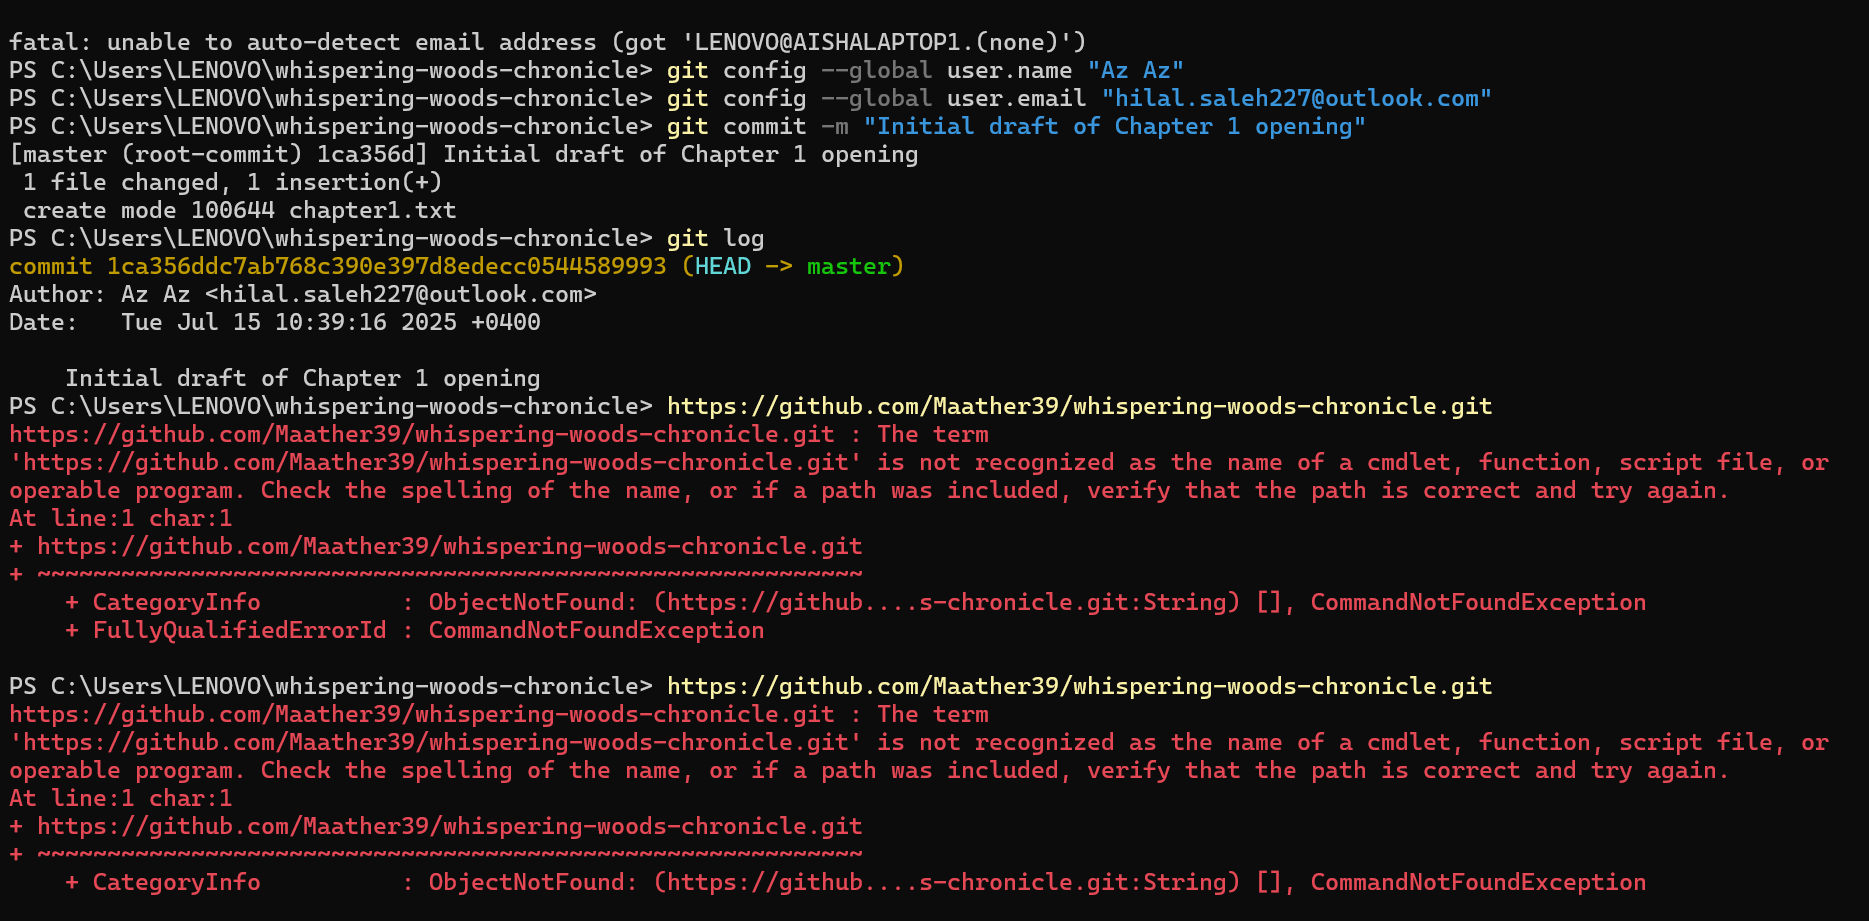 fatal: unable to auto-detect email address (got 'LENOVO@AISHALAPTOP1.(none)')
PS C:\Users\LENOVO\whispering-woods-chronicle> git config --global user.name "Az Az"
PS C:\Users\LENOVO\whispering-woods-chronicle> git config --global user.email "hilal.saleh227@outlook.com"
PS C:\Users\LENOVO\whispering-woods-chronicle> git commit -m "Initial draft of Chapter 1 opening"
[master (root-commit) 1ca356d] Initial draft of Chapter 1 opening
 1 file changed, 1 insertion(+)
 create mode 100644 chapter1.txt
PS C:\Users\LENOVO\whispering-woods-chronicle> git log
commit 1ca356ddc7ab768c390e397d8edecc0544589993 (HEAD -> master)
Author: Az Az <hilal.saleh227@outlook.com>
Date:   Tue Jul 15 10:39:16 2025 +0400

    Initial draft of Chapter 1 opening
PS C:\Users\LENOVO\whispering-woods-chronicle> https://github.com/Maather39/whispering-woods-chronicle.git
https://github.com/Maather39/whispering-woods-chronicle.git : The term
'https://github.com/Maather39/whispering-woods-chronicle.git' is not recognized as the name of a cmdlet, function, script file, or
operable program. Check the spelling of the name, or if a path was included, verify that the path is correct and try again.
At line:1 char:1
+ https://github.com/Maather39/whispering-woods-chronicle.git
+ ~~~~~~~~~~~~~~~~~~~~~~~~~~~~~~~~~~~~~~~~~~~~~~~~~~~~~~~~~~~
    + CategoryInfo          : ObjectNotFound: (https://github....s-chronicle.git:String) [], CommandNotFoundException
    + FullyQualifiedErrorId : CommandNotFoundException

PS C:\Users\LENOVO\whispering-woods-chronicle> https://github.com/Maather39/whispering-woods-chronicle.git
https://github.com/Maather39/whispering-woods-chronicle.git : The term
'https://github.com/Maather39/whispering-woods-chronicle.git' is not recognized as the name of a cmdlet, function, script file, or
operable program. Check the spelling of the name, or if a path was included, verify that the path is correct and try again.
At line:1 char:1
+ https://github.com/Maather39/whispering-woods-chronicle.git
+ ~~~~~~~~~~~~~~~~~~~~~~~~~~~~~~~~~~~~~~~~~~~~~~~~~~~~~~~~~~~
    + CategoryInfo          : ObjectNotFound: (https://github....s-chronicle.git:String) [], CommandNotFoundException